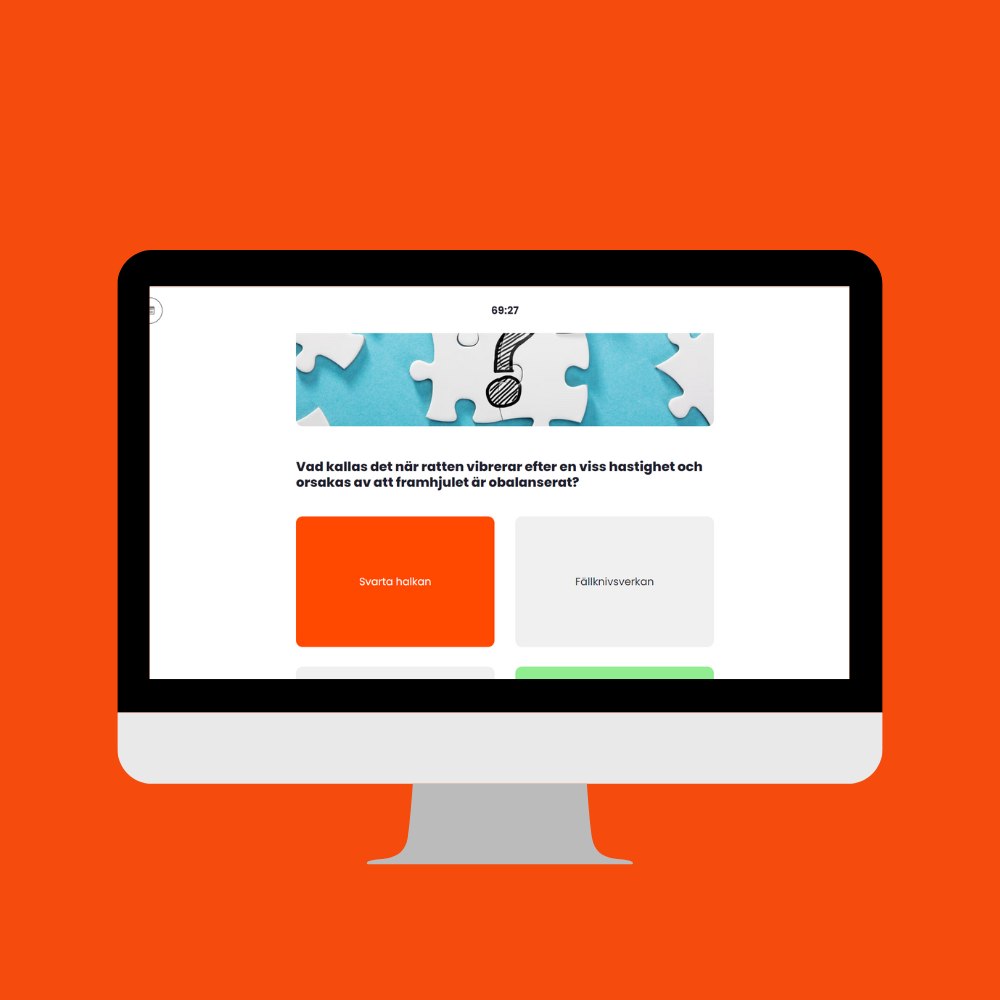 69:27
?
Vad kallas det när ratten vibrerar efter en viss hastighet och
orsakas av att framhjulet är obalanserat?
Svarta halkan
Fällknivsverkan